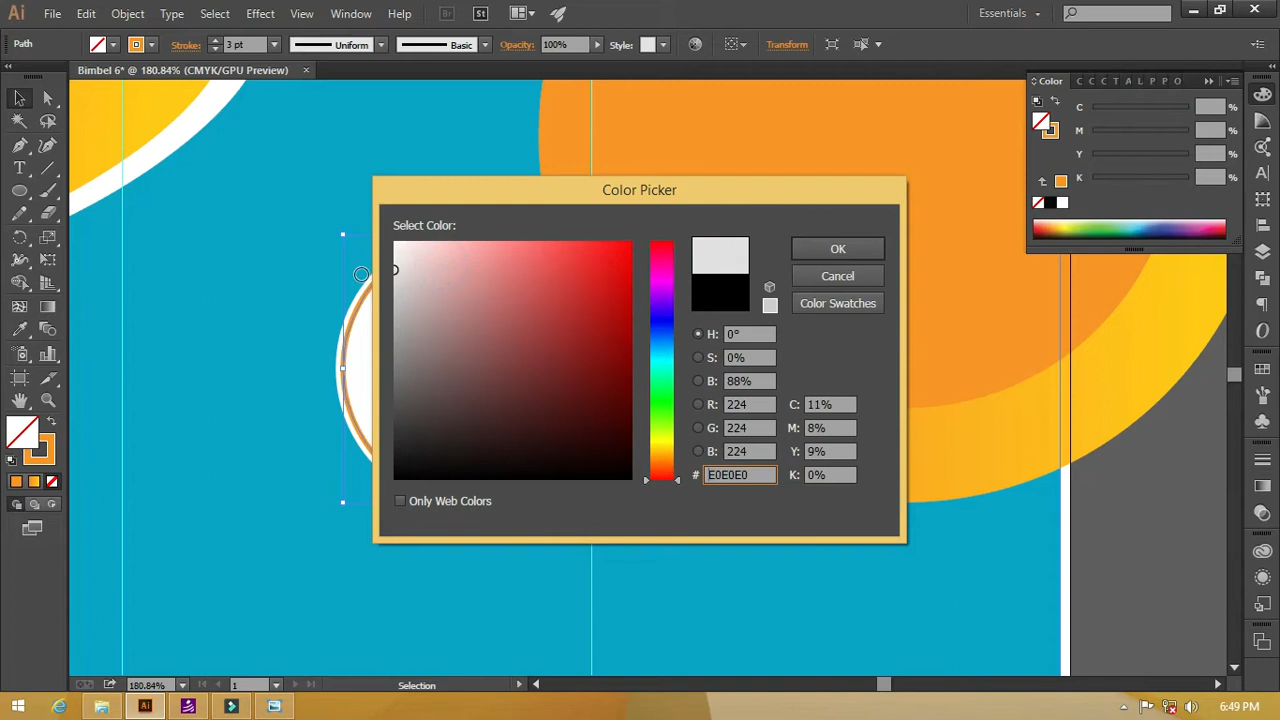 Ai File Edit Object Type Select Effect View Window Help Br St Essentials
Path Stroke: 3 pt Uniform Basic Opacity: 100% Style: Transform
Bimbel 6* @ 180.84% (CMYK/GPU Preview) ×
Color C C C T A L P P O
C %
M %
Y %
K %
Color Picker
Select Color:
OK
Cancel
Color Swatches
H: 0°
S: 0%
B: 88%
R: 224 C: 11%
G: 224 M: 8%
B: 224 Y: 9%
# E0E0E0 K: 0%
Only Web Colors
180.84% 1 Selection
Ai 6:49 PM